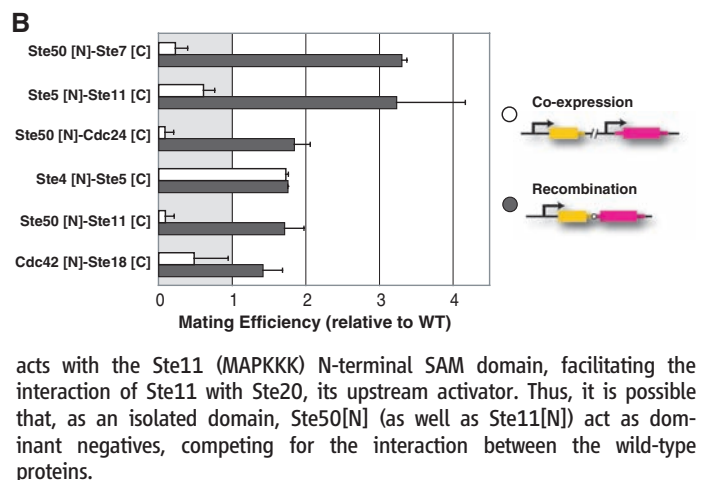 B
Ste50 [N]-Ste7 [C]
Ste5 [N]-Ste11 [C]
Ste50 [N]-Cdc24 [C]
Ste4 [N]-Ste5 [C]
Ste50 [N]-Ste11 [C]
Cdc42 [N]-Ste18 [C]
0 1 2 3 4
Mating Efficiency (relative to WT)
Co-expression
Recombination
acts with the Ste11 (MAPKKK) N-terminal SAM domain, facilitating the
interaction of Ste11 with Ste20, its upstream activator. Thus, it is possible
that, as an isolated domain, Ste50[N] (as well as Ste11[N]) act as dom-
inant negatives, competing for the interaction between the wild-type
proteins.